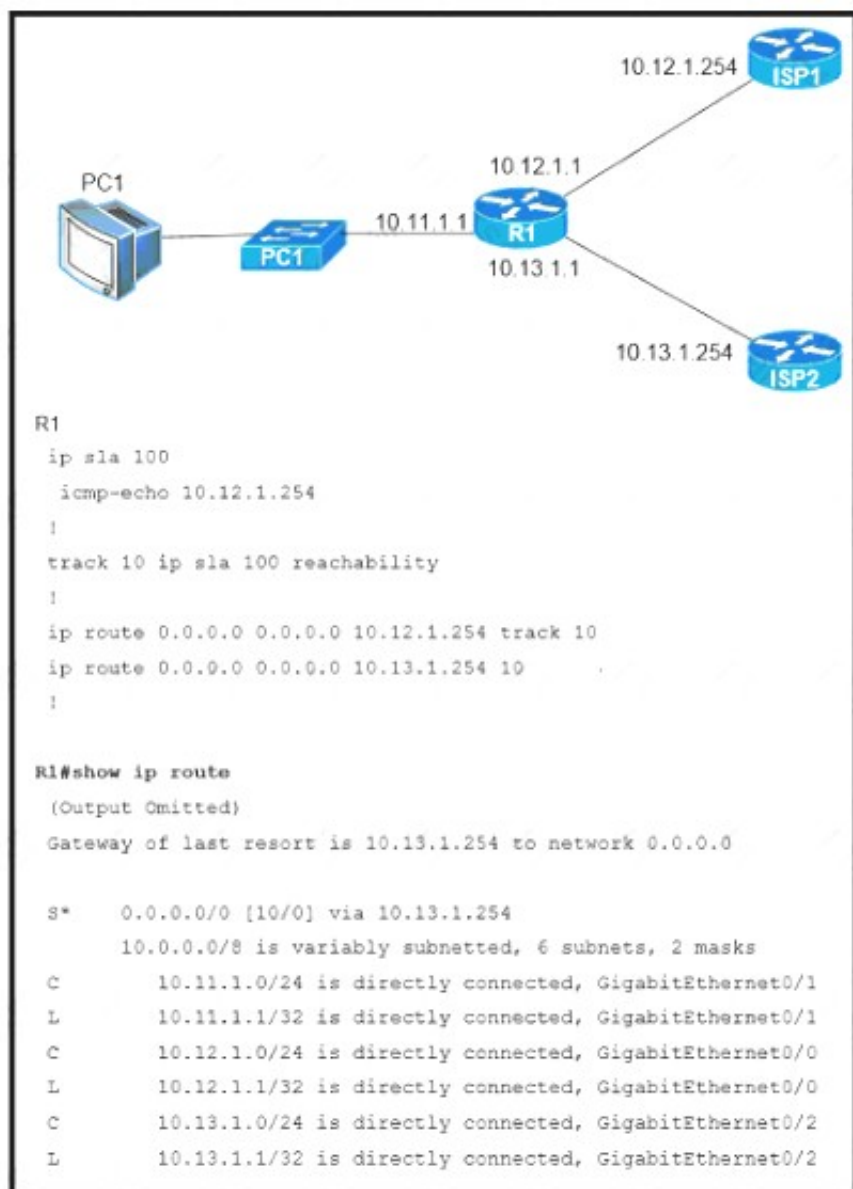 10.12.1.254
ISP1
10.12.1.1
PC1
10.11.1.1
R1
PC1
10.13.1.1
10.13.1.254
ISP2
R1
ip sla 100
icmp-echo 10.12.1.254
!
track 10 ip sla 100 reachability
!
ip route 0.0.0.0 0.0.0.0 10.12.1.254 track 10
ip route 0.0.0.0 0.0.0.0 10.13.1.254 10
!
R1#show ip route
(Output Omitted)
Gateway of last resort is 10.13.1.254 to network 0.0.0.0
S* 0.0.0.0/0 [10/0] via 10.13.1.254
10.0.0.0/8 is variably subnetted, 6 subnets, 2 masks
C 10.11.1.0/24 is directly connected, GigabitEthernet0/1
L 10.11.1.1/32 is directly connected, GigabitEthernet0/1
C 10.12.1.0/24 is directly connected, GigabitEthernet0/0
L 10.12.1.1/32 is directly connected, GigabitEthernet0/0
C 10.13.1.0/24 is directly connected, GigabitEthernet0/2
L 10.13.1.1/32 is directly connected, GigabitEthernet0/2